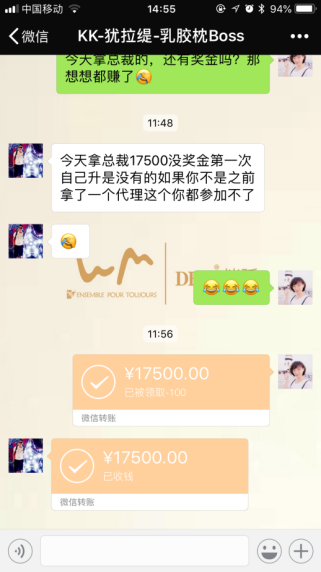 中国移动 14:55 94%
微信 KK-犹拉缇-乳胶枕Boss
今天拿总裁的，还有奖金吗？那
想想都赚了
11:48
今天拿总裁17500没奖金第一次
自己升是没有的如果你不是之前
拿了一个代理这个你都参加不了
ENSEMBLE POUR TOUJOURS
11:56
¥17500.00
已被领取-100
微信转账
¥17500.00
已收钱
微信转账